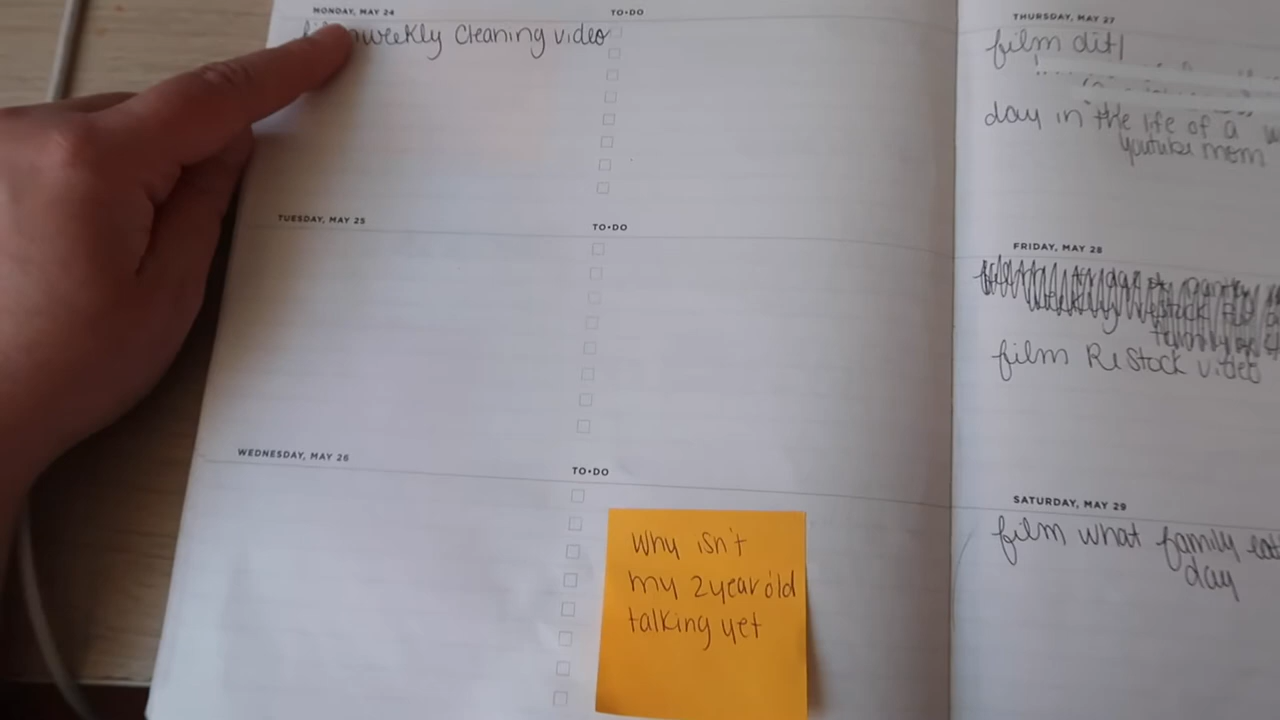 MONDAY, MAY 24
TO•DO
weekly Cleaning video
TUESDAY, MAY 25
TO•DO
WEDNESDAY, MAY 26
TO•DO
Why isn't
my 2 year old
talking yet
THURSDAY, MAY 27
film ditl
day in the life of a
youtube mom
FRIDAY, MAY 28
film Restock video
SATURDAY, MAY 29
film what family eat
day